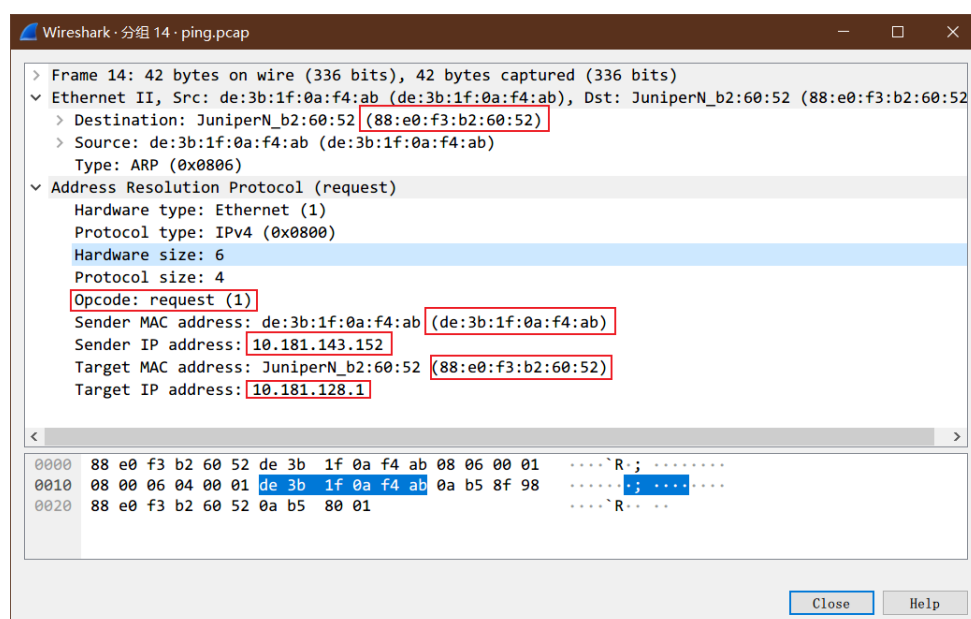 Wireshark · 分组 14 · ping.pcap
> Frame 14: 42 bytes on wire (336 bits), 42 bytes captured (336 bits)
Ethernet II, Src: de:3b:1f:0a:f4:ab (de:3b:1f:0a:f4:ab), Dst: JuniperN_b2:60:52 (88:e0:f3:b2:60:52
> Destination: JuniperN_b2:60:52 (88:e0:f3:b2:60:52)
> Source: de:3b:1f:0a:f4:ab (de:3b:1f:0a:f4:ab)
Type: ARP (0x0806)
Address Resolution Protocol (request)
Hardware type: Ethernet (1)
Protocol type: IPv4 (0x0800)
Hardware size: 6
Protocol size: 4
Opcode: request (1)
Sender MAC address: de:3b:1f:0a:f4:ab (de:3b:1f:0a:f4:ab)
Sender IP address: 10.181.143.152
Target MAC address: JuniperN_b2:60:52 (88:e0:f3:b2:60:52)
Target IP address: 10.181.128.1
0000 88 e0 f3 b2 60 52 de 3b 1f 0a f4 ab 08 06 00 01 ····`R·; ········
0010 08 00 06 04 00 01 de 3b 1f 0a f4 ab 0a b5 8f 98 ·······; ········
0020 88 e0 f3 b2 60 52 0a b5 80 01 ····`R·· ··
Close Help